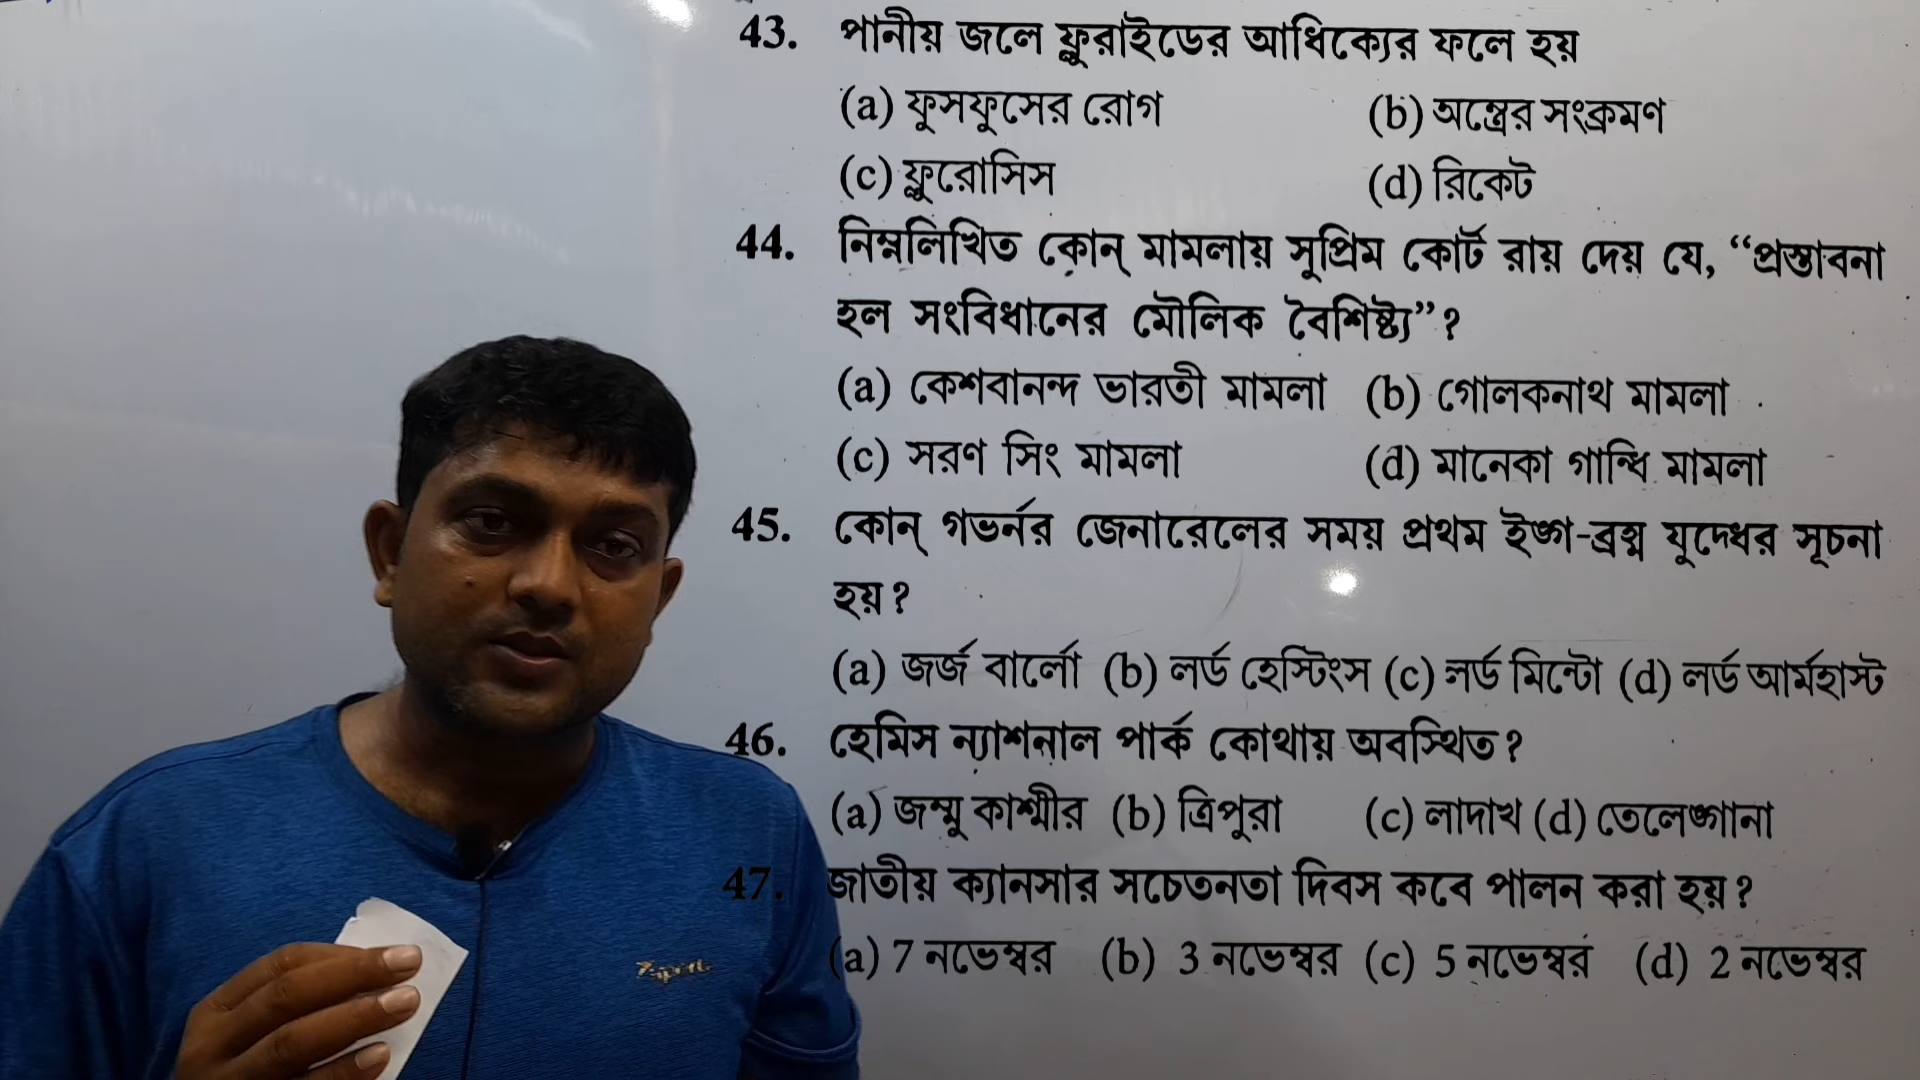 43. পানীয় জলে ফ্লুরাইডের আধিক্যের ফলে হয়
(a) ফুসফুসের রোগ (b) অন্ত্রের সংক্রমণ
(c) ফ্লুরোসিস (d) রিকেট
44. নিম্নলিখিত কোন্ মামলায় সুপ্রিম কোর্ট রায় দেয় যে, “প্রস্তাবনা
হল সংবিধানের মৌলিক বৈশিষ্ট্য”?
(a) কেশবানন্দ ভারতী মামলা (b) গোলকনাথ মামলা
(c) সরণ সিং মামলা (d) মানেকা গান্ধি মামলা
45. কোন্ গভর্নর জেনারেলের সময় প্রথম ইঙ্গ-ব্রহ্ম যুদ্ধের সূচনা
হয়?
(a) জর্জ বার্লো (b) লর্ড হেস্টিংস (c) লর্ড মিন্টো (d) লর্ড আর্মহাস্ট
46. হেমিস ন্যাশনাল পার্ক কোথায় অবস্থিত?
(a) জম্মু কাশ্মীর (b) ত্রিপুরা (c) লাদাখ (d) তেলেঙ্গানা
47. জাতীয় ক্যানসার সচেতনতা দিবস কবে পালন করা হয়?
(a) 7 নভেম্বর (b) 3 নভেম্বর (c) 5 নভেম্বর (d) 2 নভেম্বর